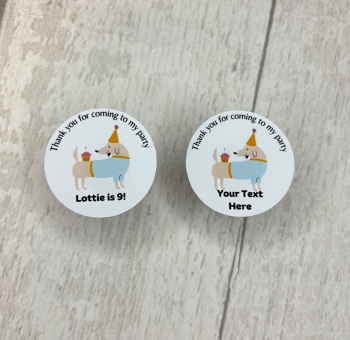 Thank you for coming to my party
Lottie is 9!
Thank you for coming to my party
Your Text
Here